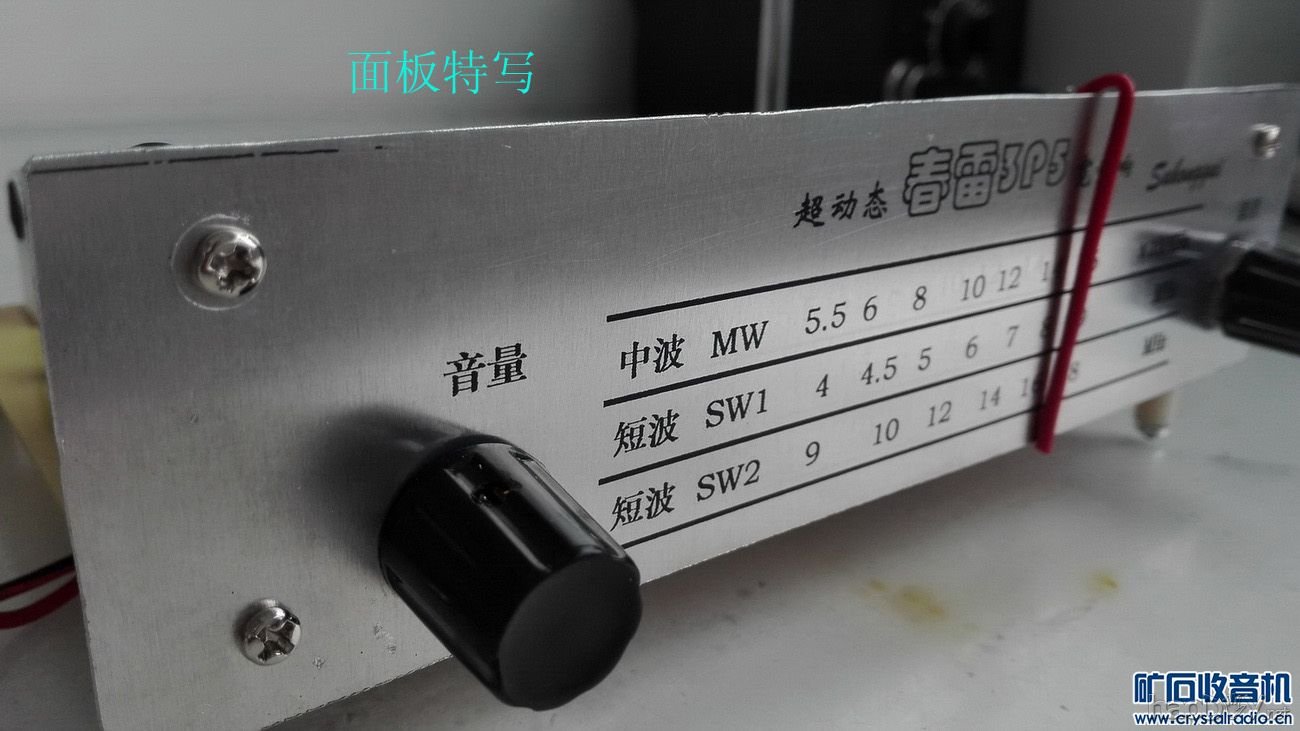 面板特写
超动态 春雷3P5
音量
中波 MW 5.5 6 8 10 12
短波 SW1 4 4.5 5 6 7
短波 SW2 9 10 12 14
矿石收音机
www.crystalradio.cn